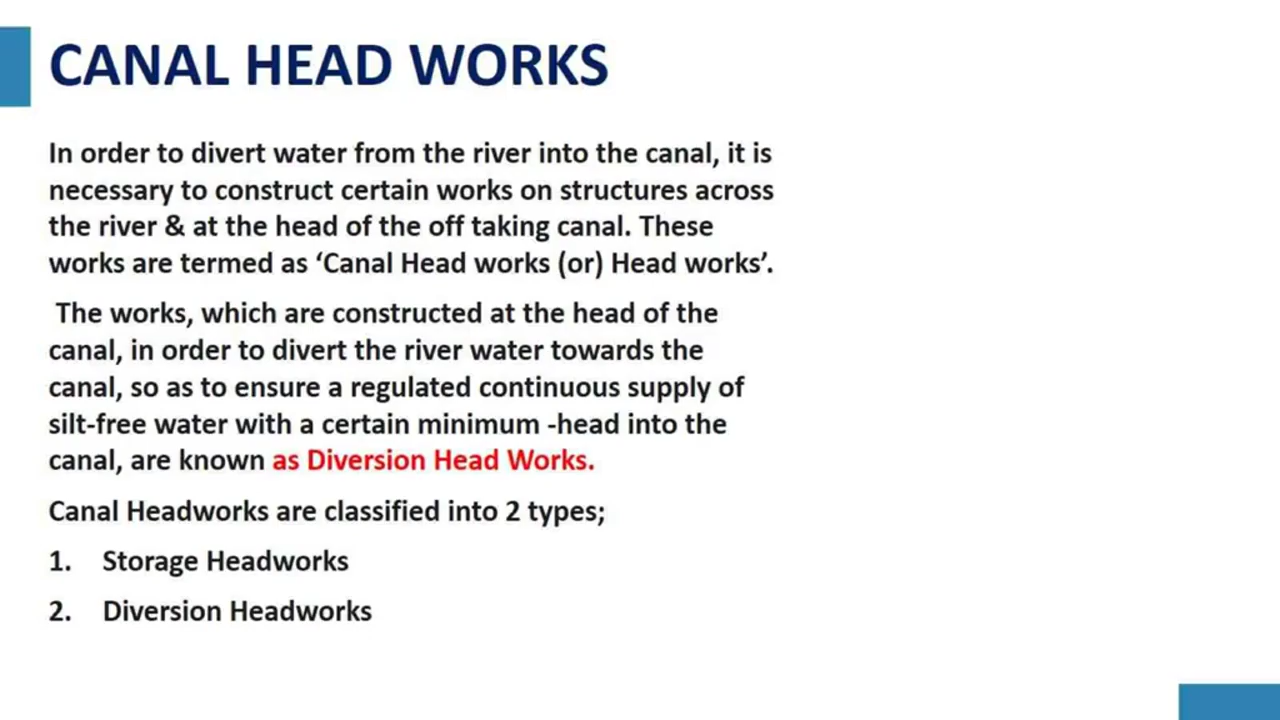 CANAL HEAD WORKS
In order to divert water from the river into the canal, it is
necessary to construct certain works on structures across
the river & at the head of the off taking canal. These
works are termed as ‘Canal Head works (or) Head works’.
The works, which are constructed at the head of the
canal, in order to divert the river water towards the
canal, so as to ensure a regulated continuous supply of
silt-free water with a certain minimum -head into the
canal, are known as Diversion Head Works.
Canal Headworks are classified into 2 types;
1. Storage Headworks
2. Diversion Headworks